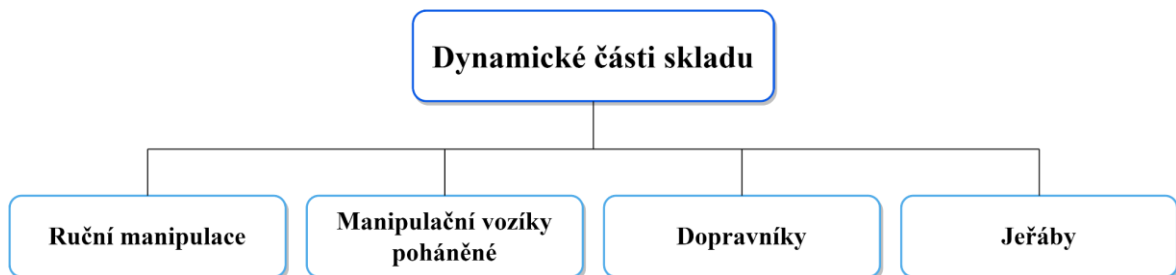 Dynamické části skladu
Ruční manipulace
Manipulační vozíky
poháněné
Dopravníky
Jeřáby